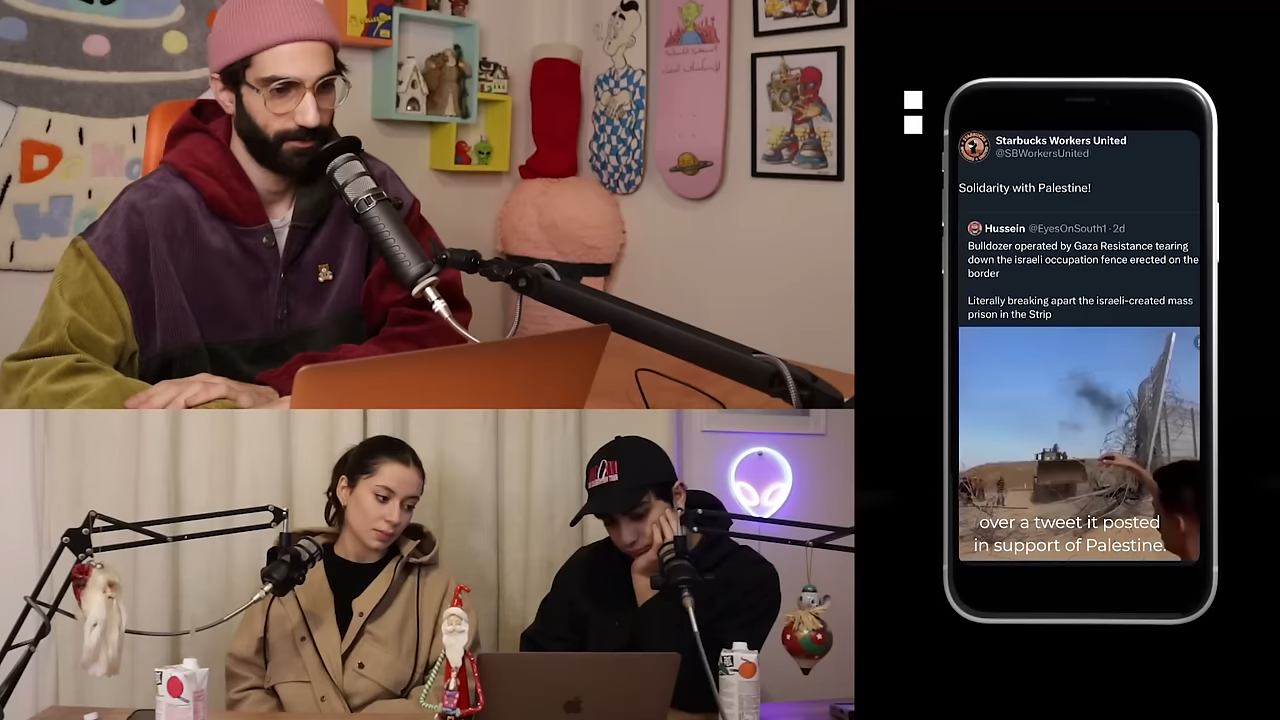 Starbucks Workers United
@SBWorkersUnited
Solidarity with Palestine!
Hussein @EyesOnSouth1 · 2d
Bulldozer operated by Gaza Resistance tearing
down the israeli occupation fence erected on the
border
Literally breaking apart the israeli-created mass
prison in the Strip
over a tweet it posted
in support of Palestine.